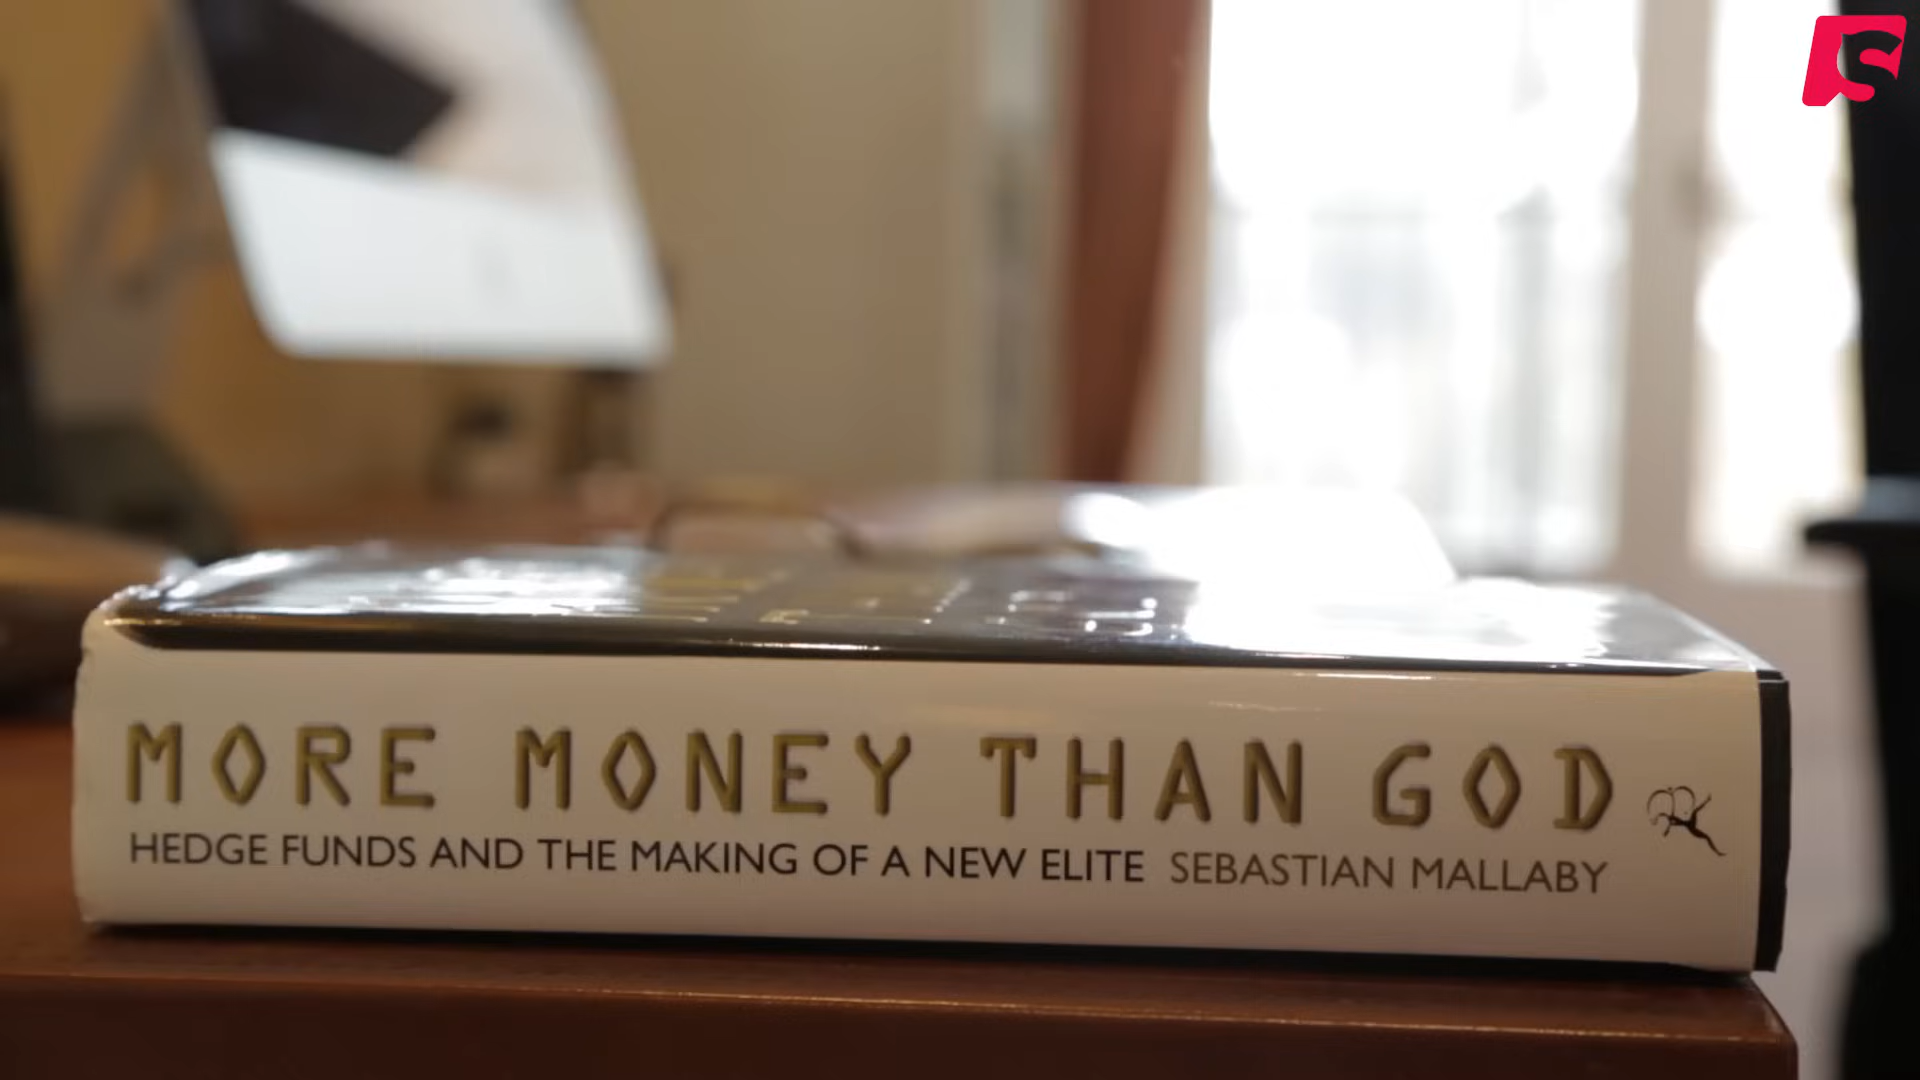 MORE MONEY THAN GOD
HEDGE FUNDS AND THE MAKING OF A NEW ELITE SEBASTIAN MALLABY